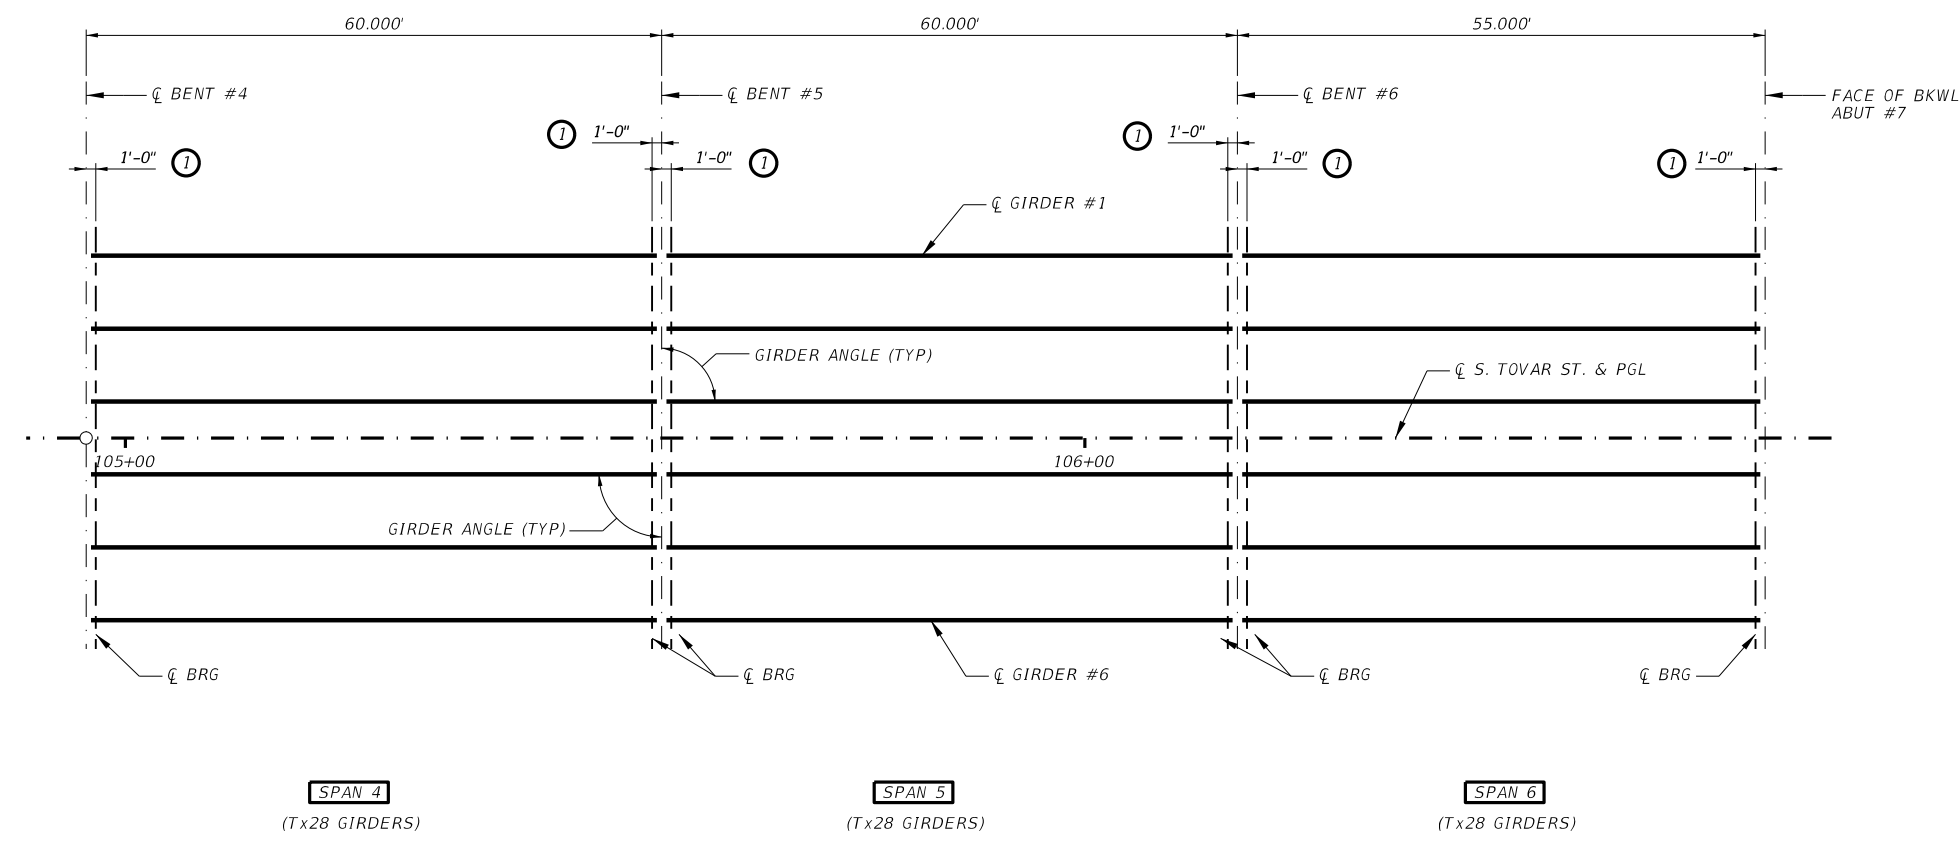 60.000'
60.000'
55.000'
℄ BENT #4
℄ BENT #5
℄ BENT #6
FACE OF BKWL
ABUT #7
1'-0" 1
1 1'-0"
1'-0" 1
1 1'-0"
1'-0" 1
1 1'-0"
℄ GIRDER #1
GIRDER ANGLE (TYP)
℄ S. TOVAR ST. & PGL
105+00
106+00
GIRDER ANGLE (TYP)
℄ BRG
℄ BRG
℄ GIRDER #6
℄ BRG
℄ BRG
SPAN 4
(Tx28 GIRDERS)
SPAN 5
(Tx28 GIRDERS)
SPAN 6
(Tx28 GIRDERS)